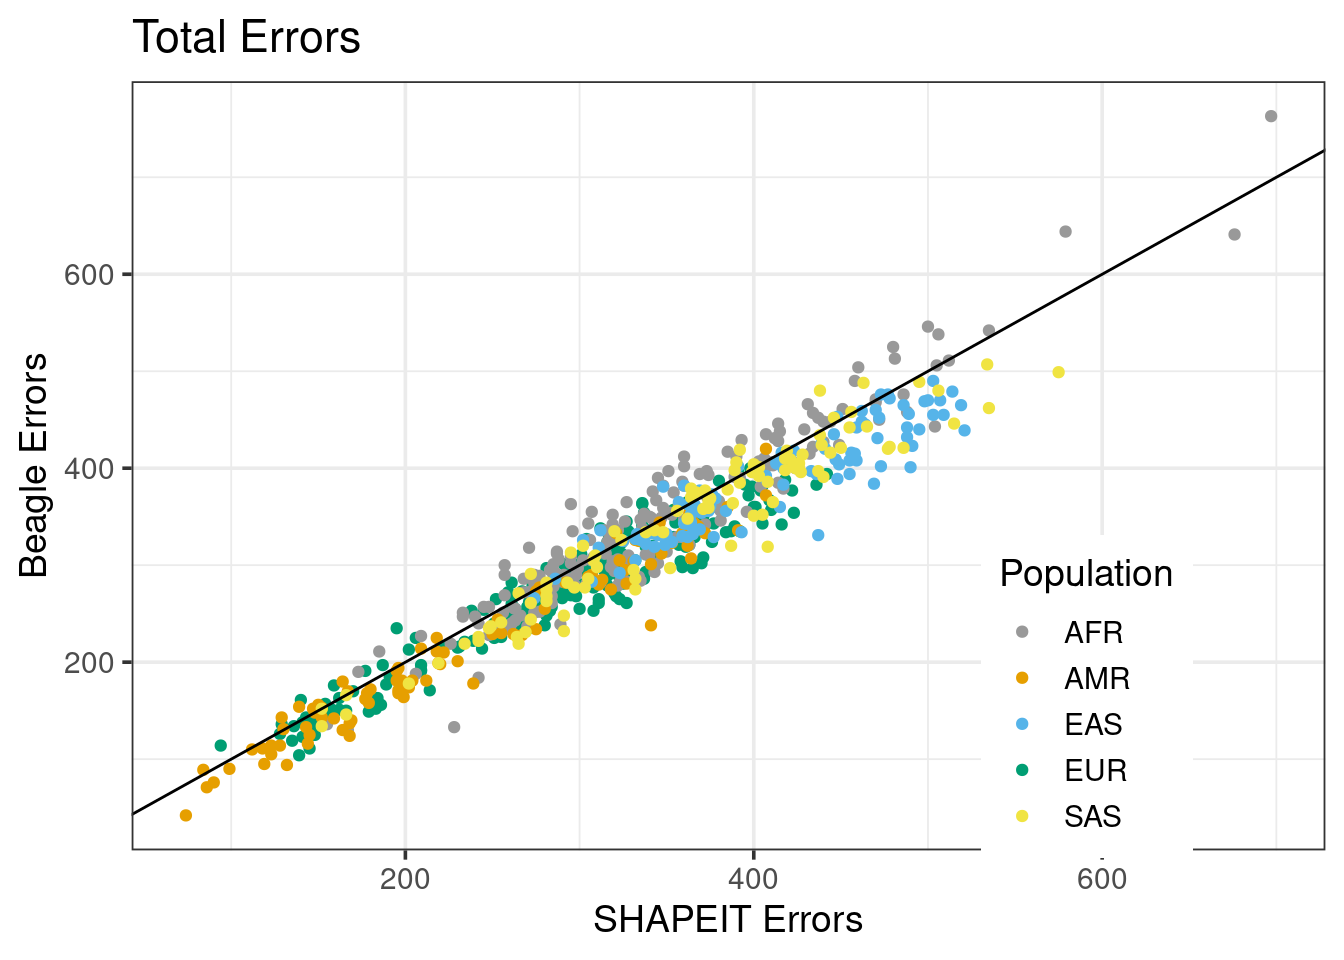 Total Errors
Beagle Errors
600
400
200
200
400
600
SHAPEIT Errors
Population
AFR
AMR
EAS
EUR
SAS